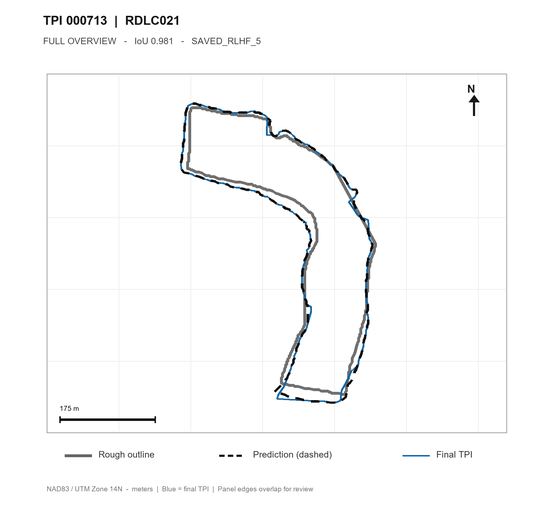 TPI 000713 | RDLC021
FULL OVERVIEW - IoU 0.981 - SAVED_RLHF_5
N
175 m
Rough outline
Prediction (dashed)
Final TPI
NAD83 / UTM Zone 14N - meters | Blue = final TPI | Panel edges overlap for review